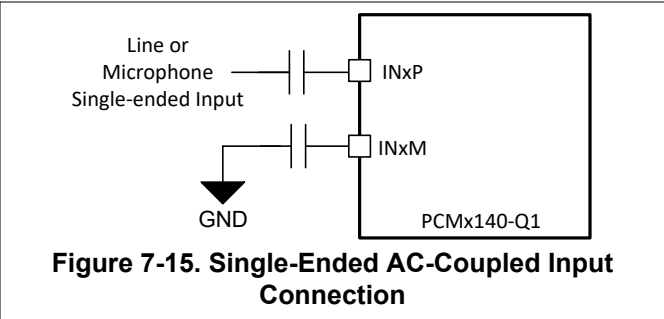 Line or
Microphone
Single-ended Input
INxP
INxM
GND
PCMx140-Q1
Figure 7-15. Single-Ended AC-Coupled Input
Connection